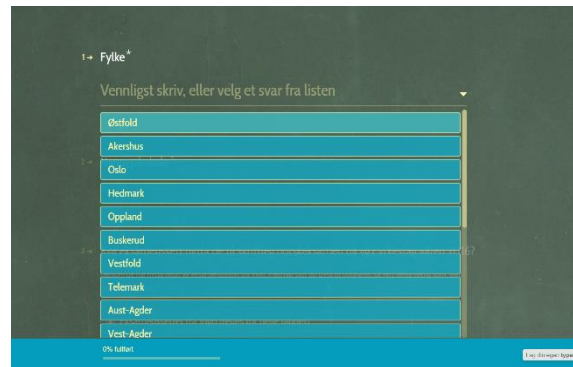 1→ Fylke*
Vennligst skriv, eller velg et svar fra listen
Østfold
Akershus
Oslo
Hedmark
Oppland
Buskerud
Vestfold
Telemark
Aust-Agder
Vest-Agder
0% fullført